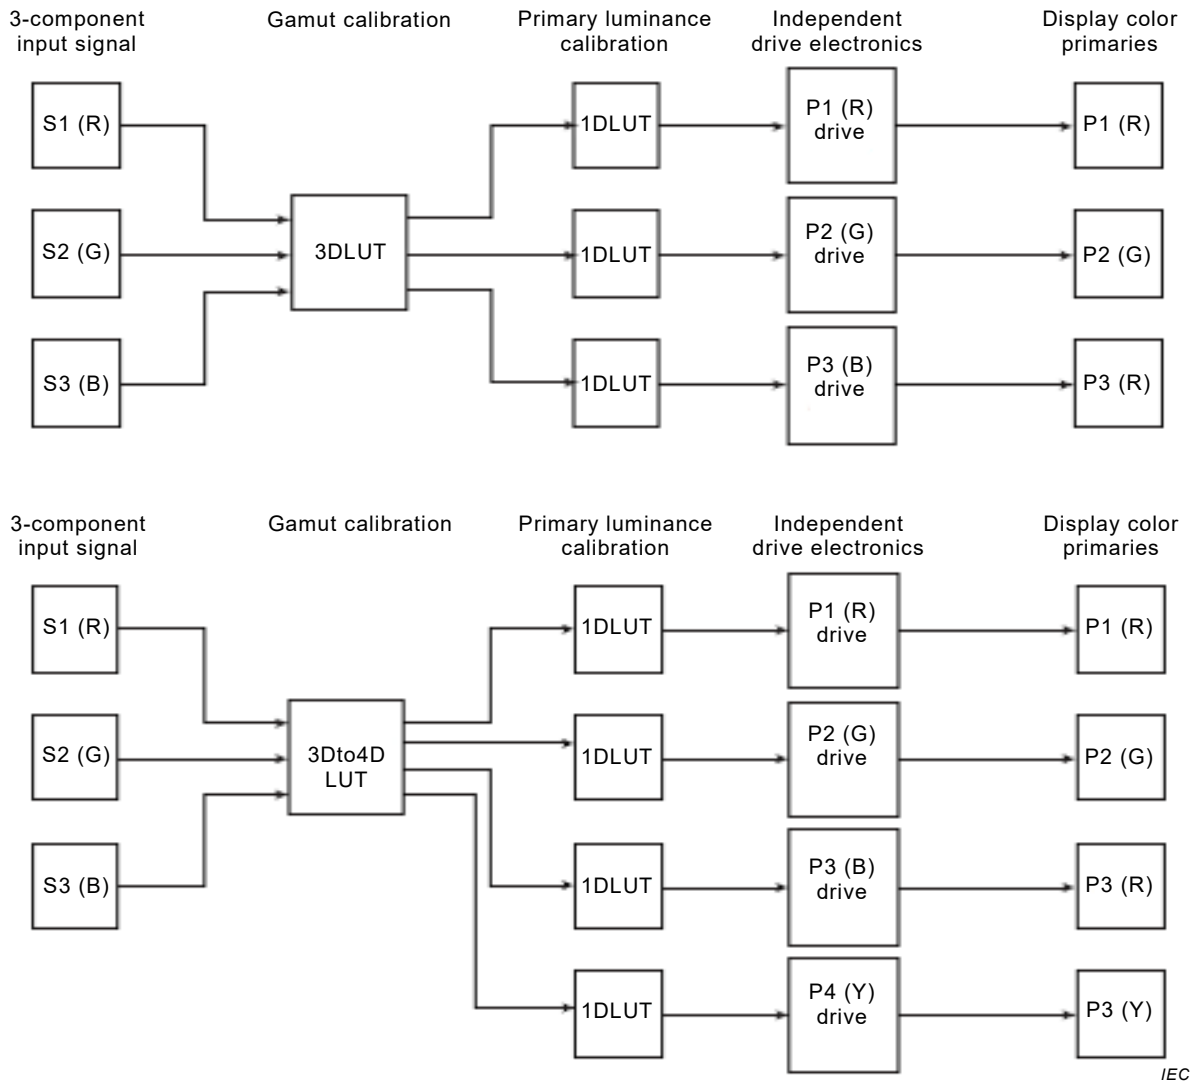 3-component
input signal
Gamut calibration
Primary luminance
calibration
Independent
drive electronics
Display color
primaries
S1 (R)
1DLUT
P1 (R)
drive
P1 (R)
S2 (G)
3DLUT
1DLUT
P2 (G)
drive
P2 (G)
S3 (B)
1DLUT
P3 (B)
drive
P3 (R)
3-component
input signal
Gamut calibration
Primary luminance
calibration
Independent
drive electronics
Display color
primaries
S1 (R)
1DLUT
P1 (R)
drive
P1 (R)
S2 (G)
3Dto4D
LUT
1DLUT
P2 (G)
drive
P2 (G)
S3 (B)
1DLUT
P3 (B)
drive
P3 (R)
1DLUT
P4 (Y)
drive
P3 (Y)
IEC